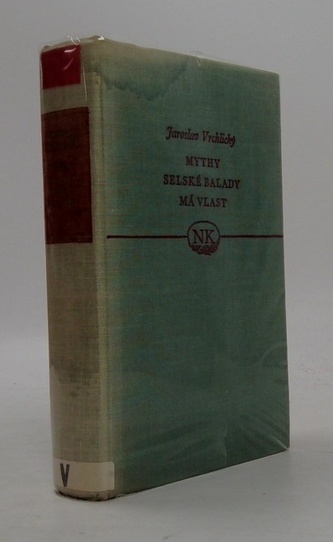 Jaroslav Vrchlický
MYTHY
SELSKÉ BALADY
MÁ VLAST
NK
V